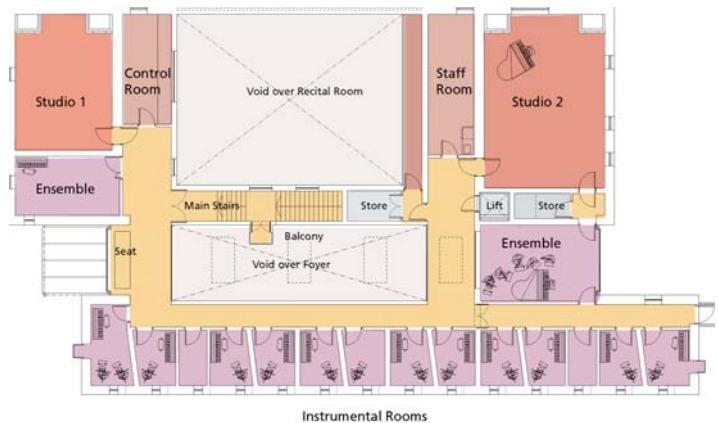 Studio 1
Control
Room
Void over Recital Room
Staff
Room
Studio 2
Ensemble
Main Stairs
Store
Lift
Store
Seat
Balcony
Void over Foyer
Ensemble
Instrumental Rooms